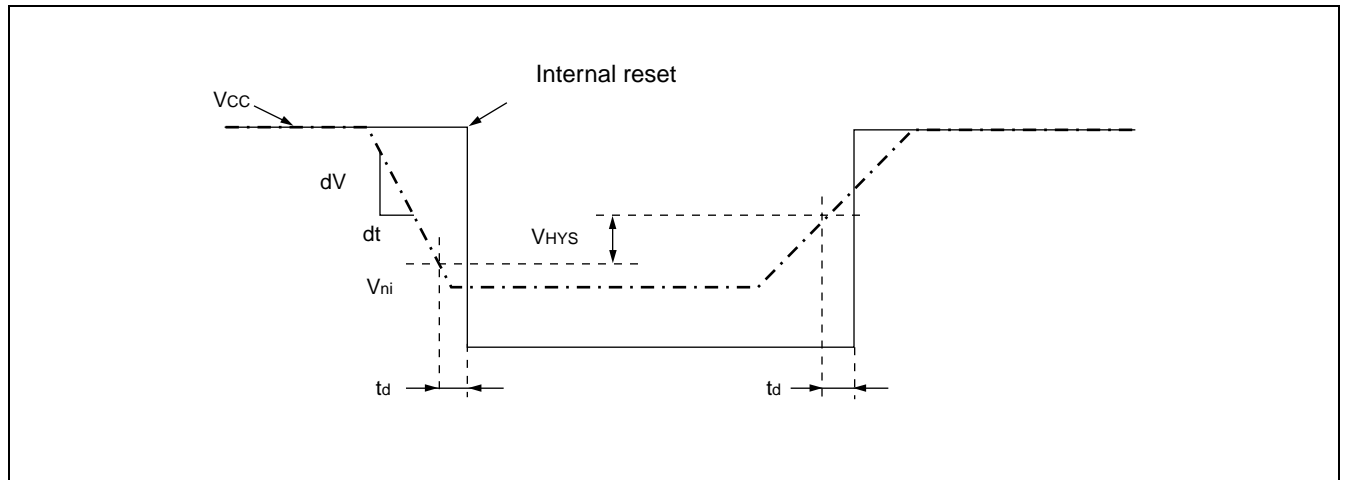 Internal reset
VCC
dV
dt
VHYS
Vni
td
td